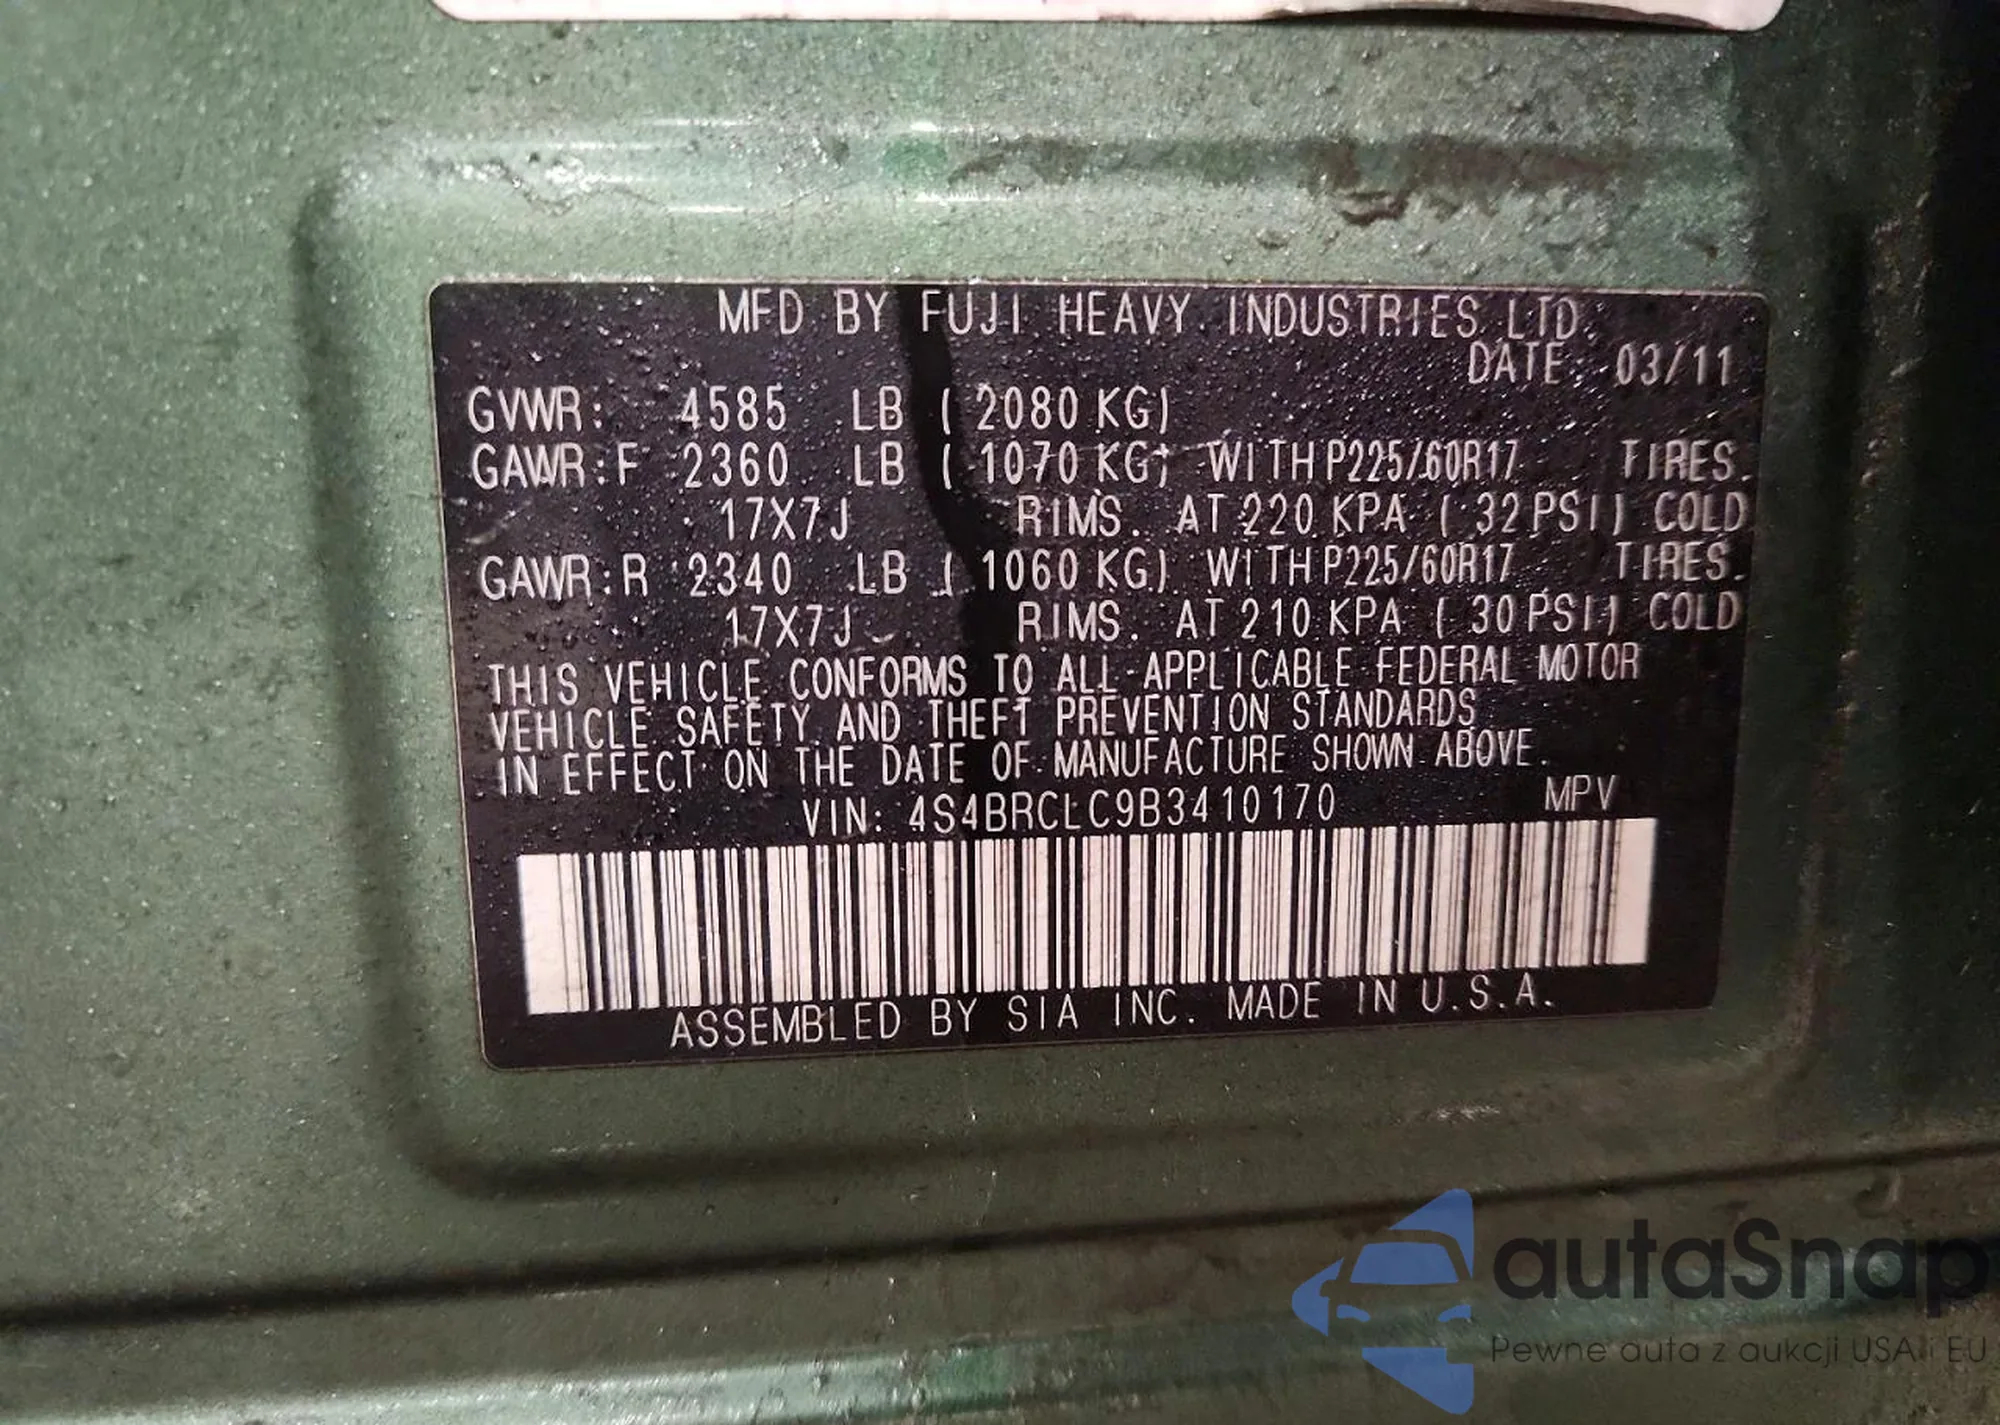 MFD BY FUJI HEAVY INDUSTRIES LTD.
DATE: 03/11
GVWR: 4585 LB ( 2080 KG)
GAWR:F 2360 LB ( 1070 KG) WITH P225/60R17 TIRES.
17X7J RIMS. AT 220 KPA ( 32 PSI) COLD
GAWR:R 2340 LB ( 1060 KG) WITH P225/60R17 TIRES.
17X7J RIMS. AT 210 KPA ( 30 PSI) COLD
THIS VEHICLE CONFORMS TO ALL APPLICABLE FEDERAL MOTOR
VEHICLE SAFETY AND THEFT PREVENTION STANDARDS
IN EFFECT ON THE DATE OF MANUFACTURE SHOWN ABOVE.
VIN: 4S4BRCLC9B3410170 MPV
ASSEMBLED BY SIA INC. MADE IN U.S.A.
autaSnap
Pewne auta z aukcji USA i EU